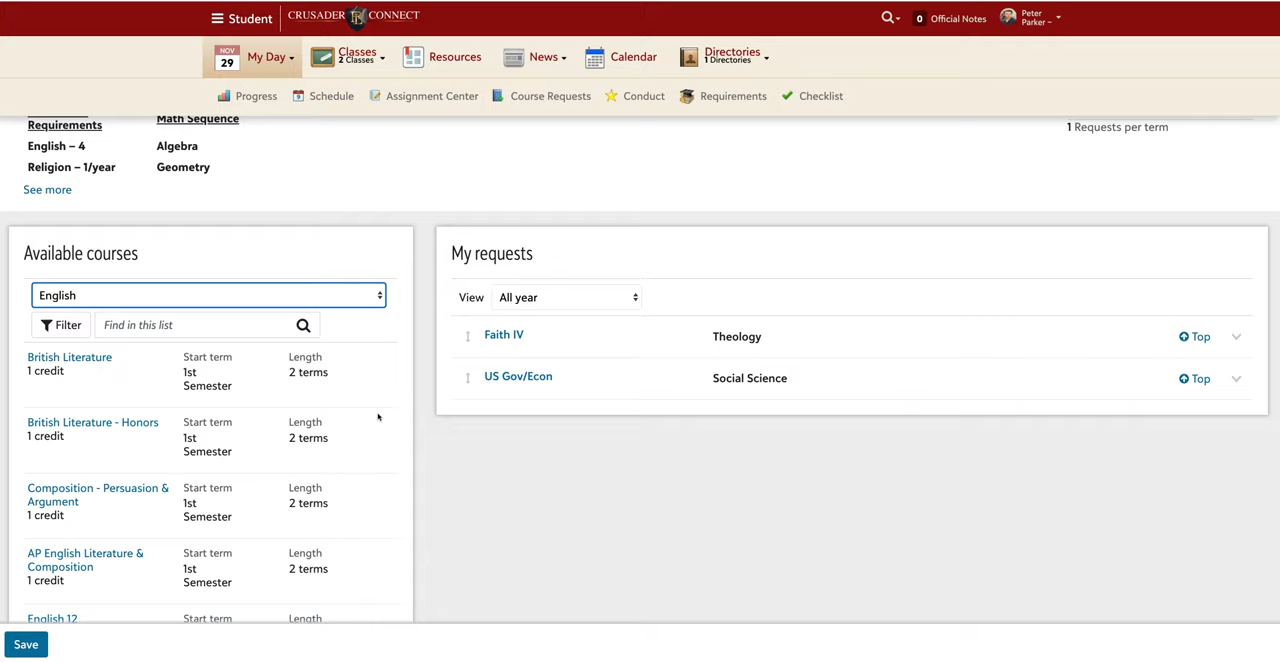 Student
CRUSADER CONNECT
0 Official Notes
Peter
Parker –
NOV
29
My Day
Classes
2 Classes
Resources
News
Calendar
Directories
1 Directories
Progress
Schedule
Assignment Center
Course Requests
Conduct
Requirements
Checklist
Requirements
Math Sequence
English – 4
Algebra
Religion – 1/year
Geometry
See more
1 Requests per term
Available courses
English
Filter
Find in this list
British Literature
1 credit
Start term
1st
Semester
Length
2 terms
British Literature - Honors
1 credit
Start term
1st
Semester
Length
2 terms
Composition - Persuasion &
Argument
1 credit
Start term
1st
Semester
Length
2 terms
AP English Literature &
Composition
1 credit
Start term
1st
Semester
Length
2 terms
English 12
Start term
Length
My requests
View
All year
Faith IV
Theology
Top
US Gov/Econ
Social Science
Top
Save